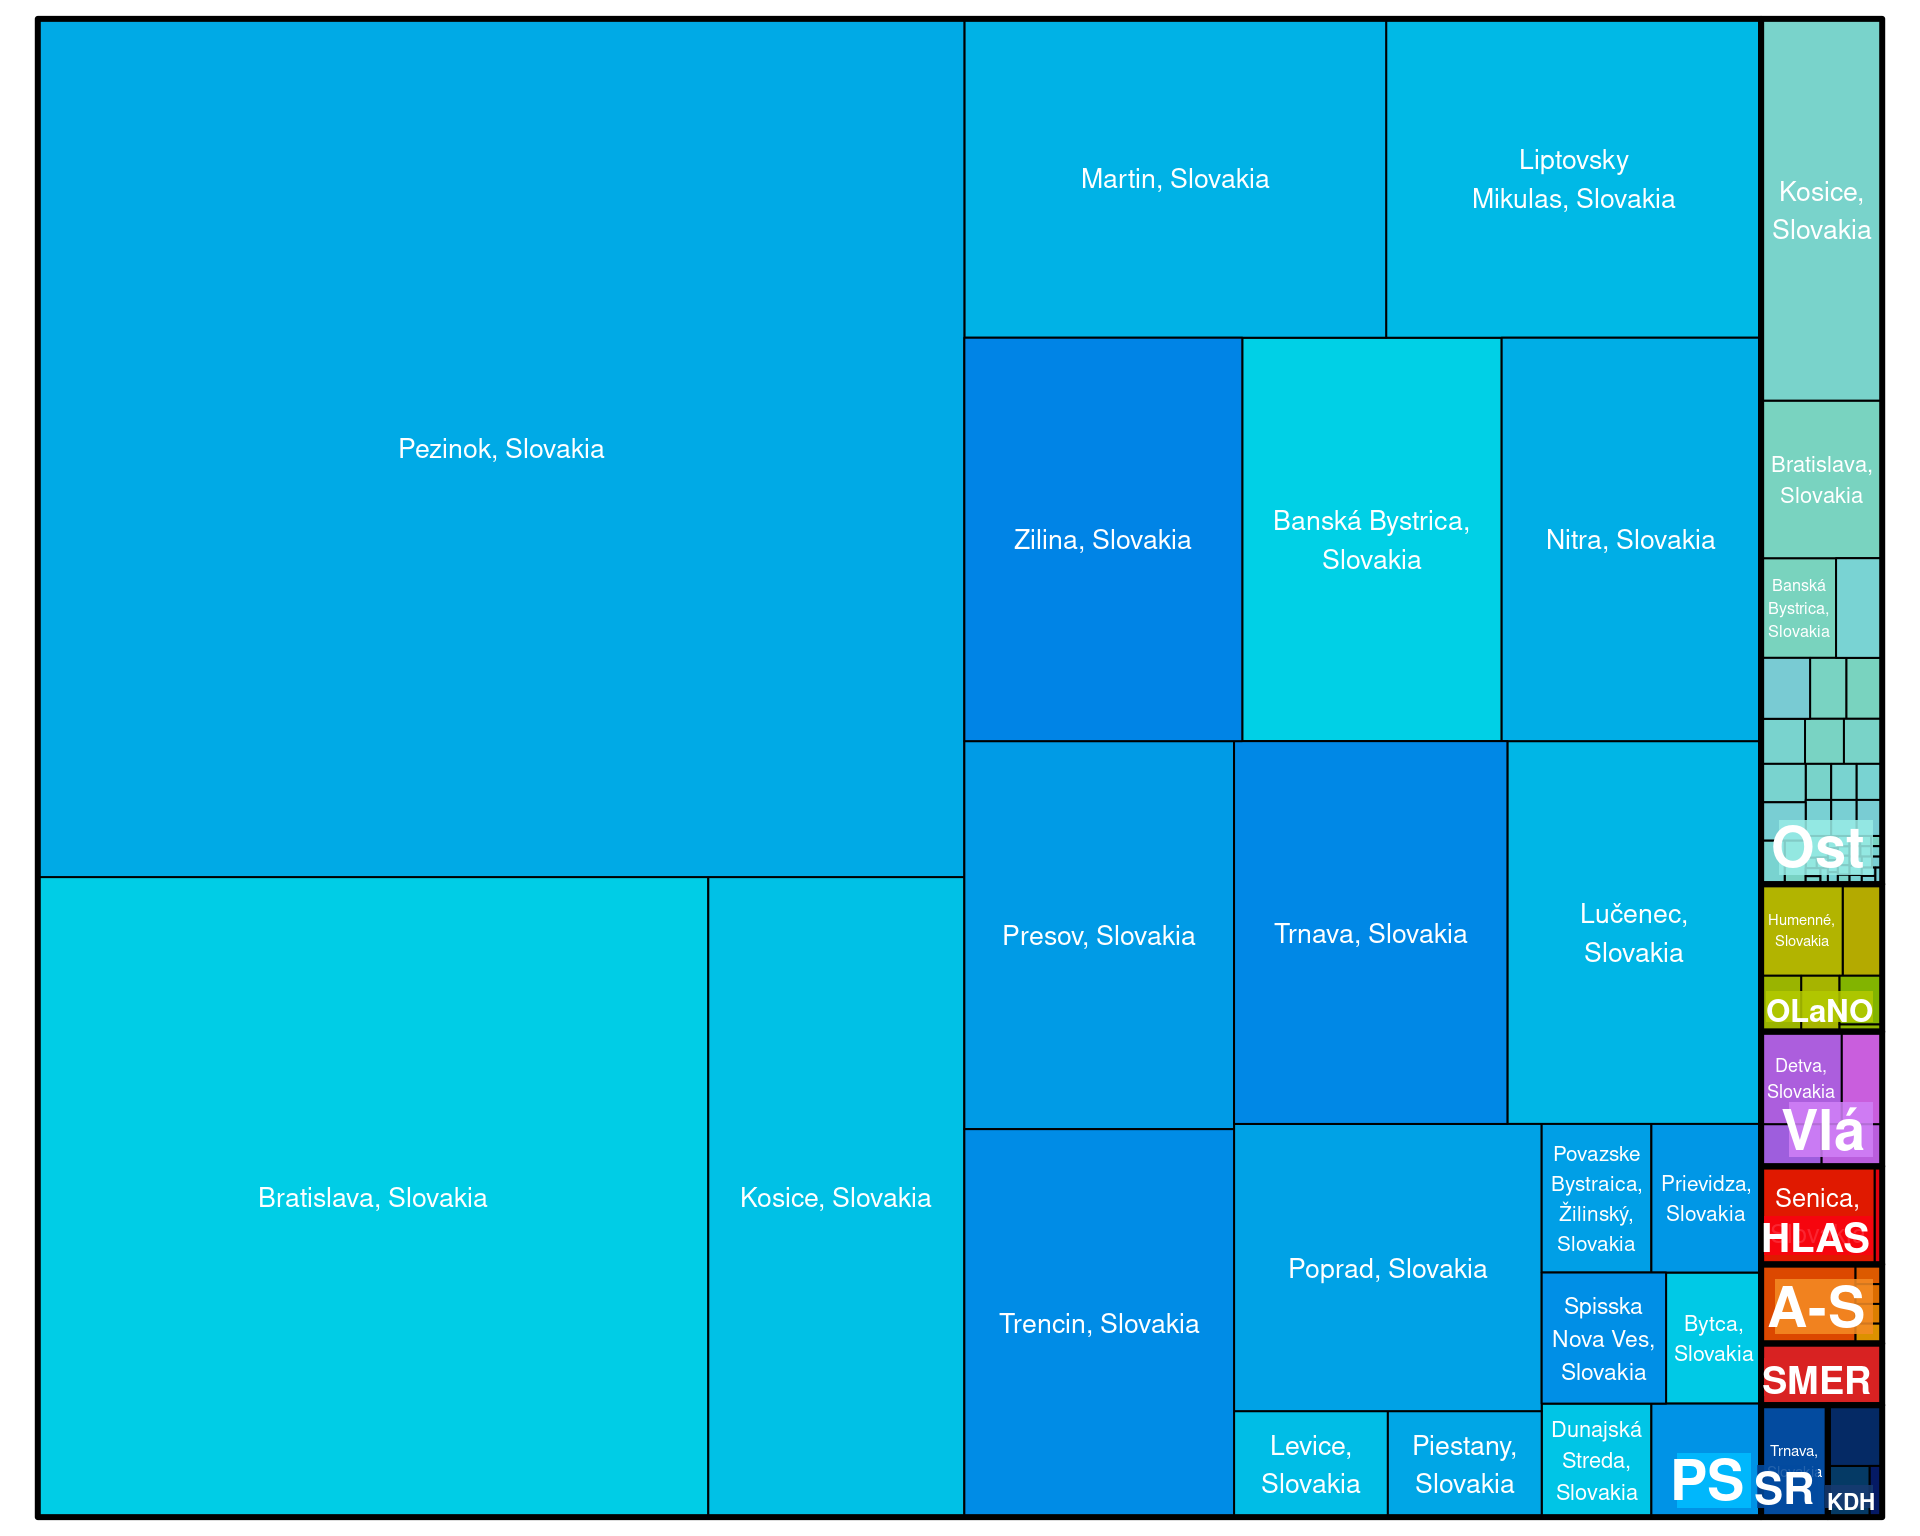 Pezinok, Slovakia
Martin, Slovakia
Liptovsky
Mikulas, Slovakia
Zilina, Slovakia
Banská Bystrica,
Slovakia
Nitra, Slovakia
Bratislava, Slovakia
Kosice, Slovakia
Presov, Slovakia
Trnava, Slovakia
Lučenec,
Slovakia
Trencin, Slovakia
Poprad, Slovakia
Povazske
Bystraica,
Žilinský,
Slovakia
Prievidza,
Slovakia
Spisska
Nova Ves,
Slovakia
Bytca,
Slovakia
Levice,
Slovakia
Piestany,
Slovakia
Dunajská
Streda,
Slovakia
PS
Kosice,
Slovakia
Bratislava,
Slovakia
Banská
Bystrica,
Slovakia
Ost
Humenné,
Slovakia
OLaNO
Detva,
Slovakia
Vlá
Senica,
HLAS
A-S
SMER
Trnava,
SR
KDH